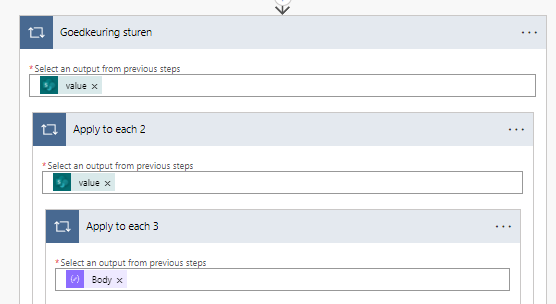 Goedkeuring sturen
* Select an output from previous steps
value ×
Apply to each 2
* Select an output from previous steps
value ×
Apply to each 3
* Select an output from previous steps
Body ×